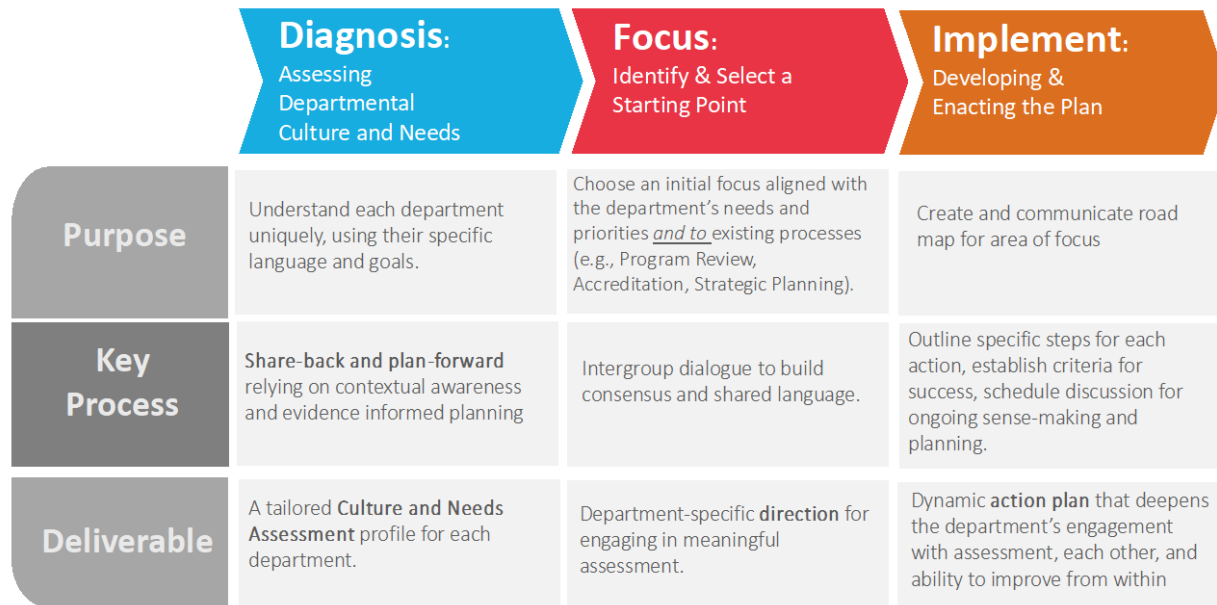 Diagnosis:
Assessing
Departmental
Culture and Needs
Focus:
Identify & Select a
Starting Point
Implement:
Developing &
Enacting the Plan
Purpose
Understand each department
uniquely, using their specific
language and goals.
Choose an initial focus aligned with
the department's needs and
priorities and to existing processes
(e.g., Program Review,
Accreditation, Strategic Planning).
Create and communicate road
map for area of focus
Key
Process
Share-back and plan-forward
relying on contextual awareness
and evidence informed planning
Intergroup dialogue to build
consensus and shared language.
Outline specific steps for each
action, establish criteria for
success, schedule discussion for
ongoing sense-making and
planning.
Deliverable
A tailored Culture and Needs
Assessment profile for each
department.
Department-specific direction for
engaging in meaningful
assessment.
Dynamic action plan that deepens
the department's engagement
with assessment, each other, and
ability to improve from within